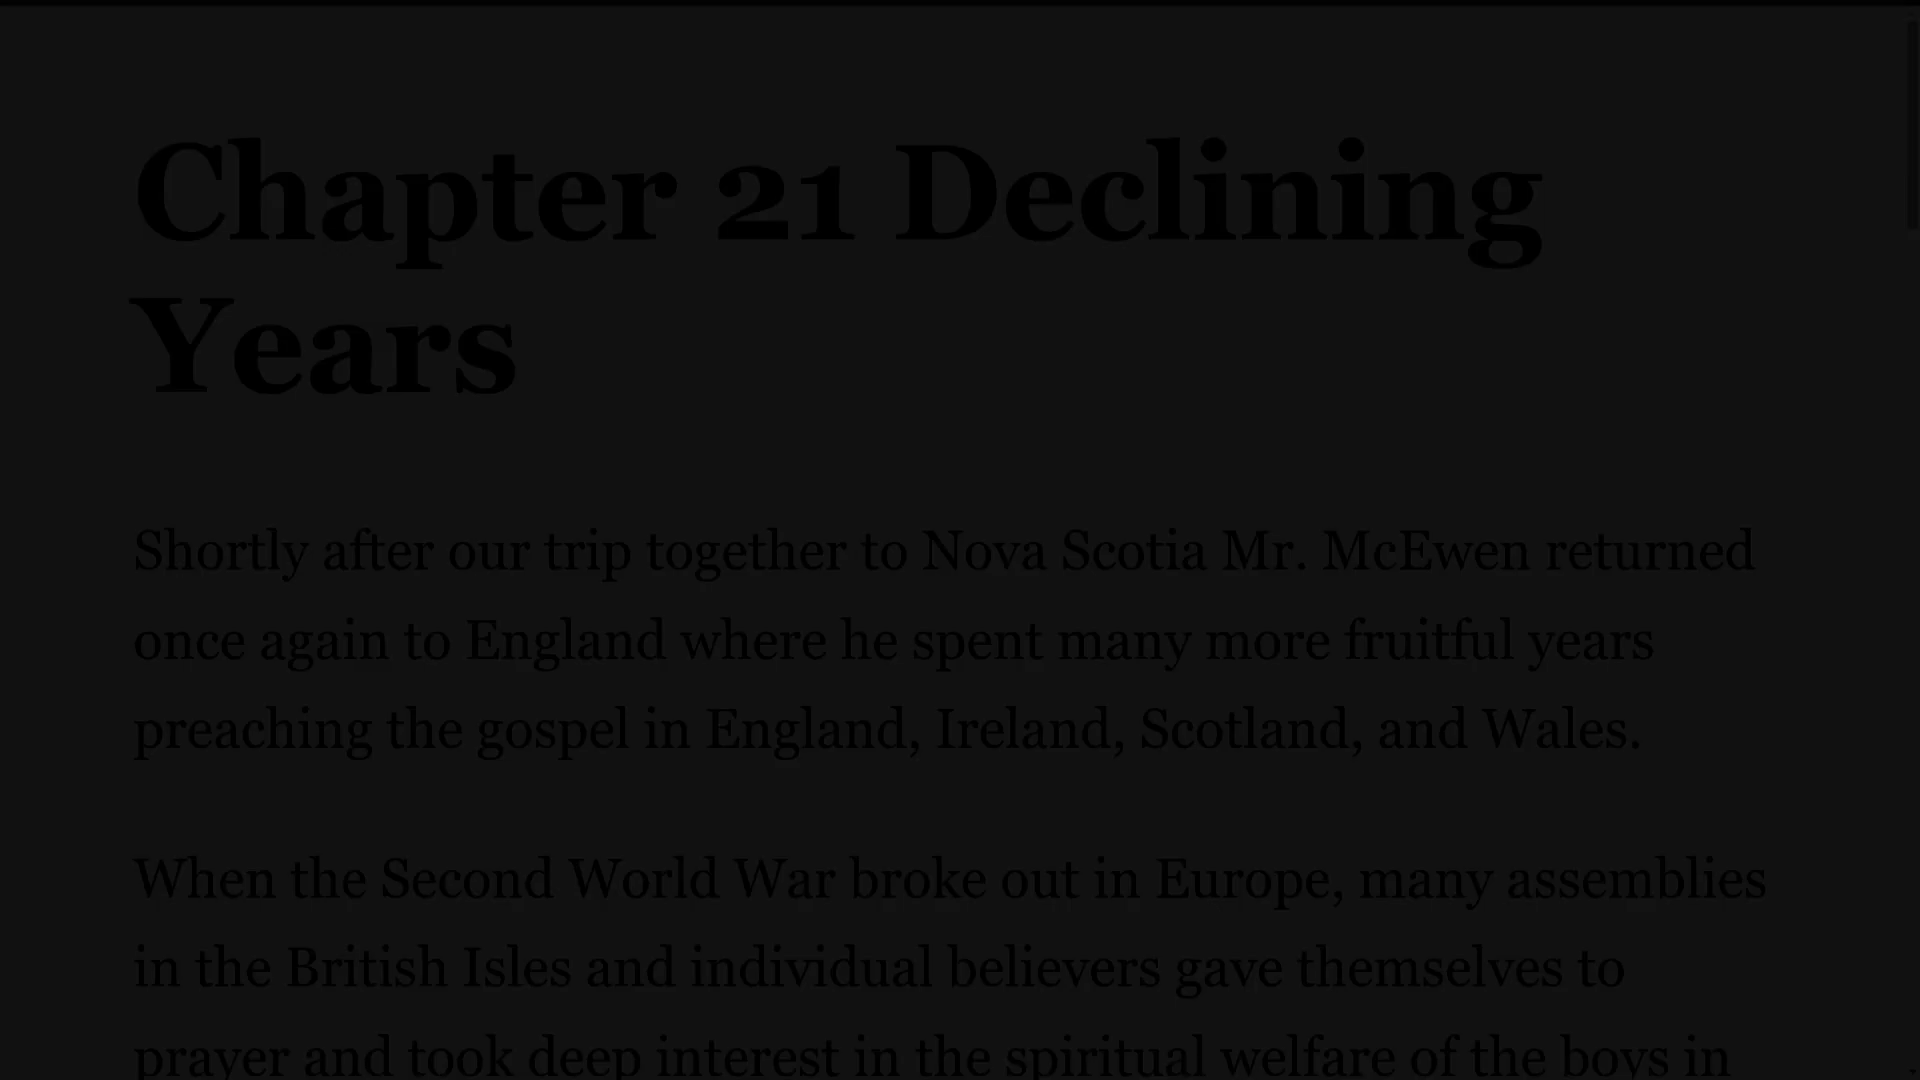 Chapter 21 Declining
Years
Shortly after our trip together to Nova Scotia Mr. McEwen returned
once again to England where he spent many more fruitful years
preaching the gospel in England, Ireland, Scotland, and Wales.
When the Second World War broke out in Europe, many assemblies
in the British Isles and individual believers gave themselves to
prayer and took deep interest in the spiritual welfare of the boys in